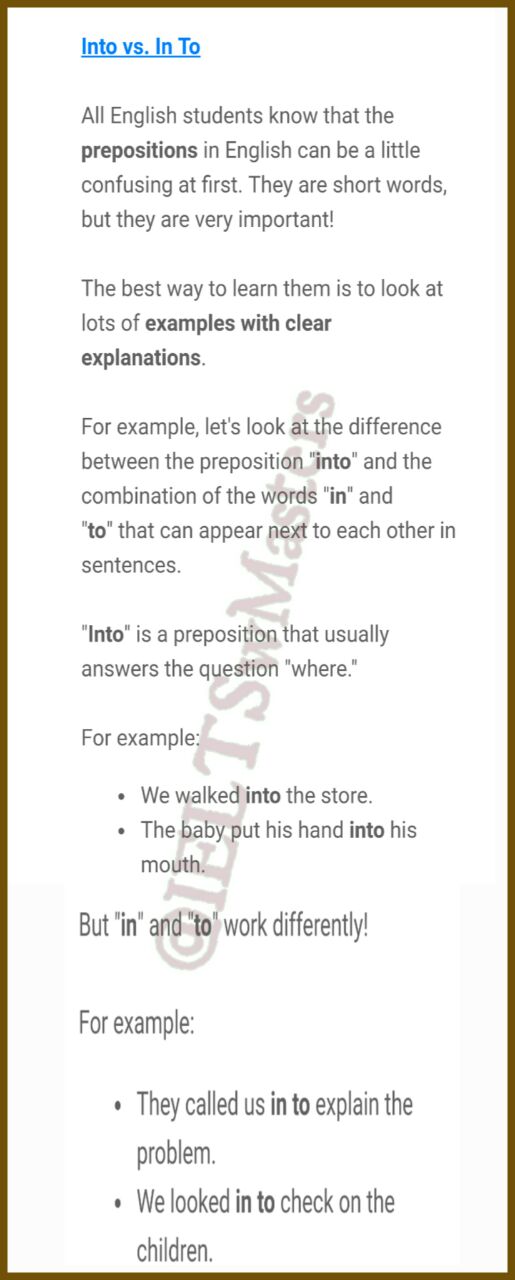 Into vs. In To
All English students know that the
prepositions in English can be a little
confusing at first. They are short words,
but they are very important!
The best way to learn them is to look at
lots of examples with clear
explanations.
For example, let's look at the difference
between the preposition "into" and the
combination of the words "in" and
"to" that can appear next to each other in
sentences.
"Into" is a preposition that usually
answers the question "where."
For example:
• We walked into the store.
• The baby put his hand into his
mouth.
But "in" and "to" work differently!
For example:
• They called us in to explain the
problem.
• We looked in to check on the
children.
@IELTSwMasters